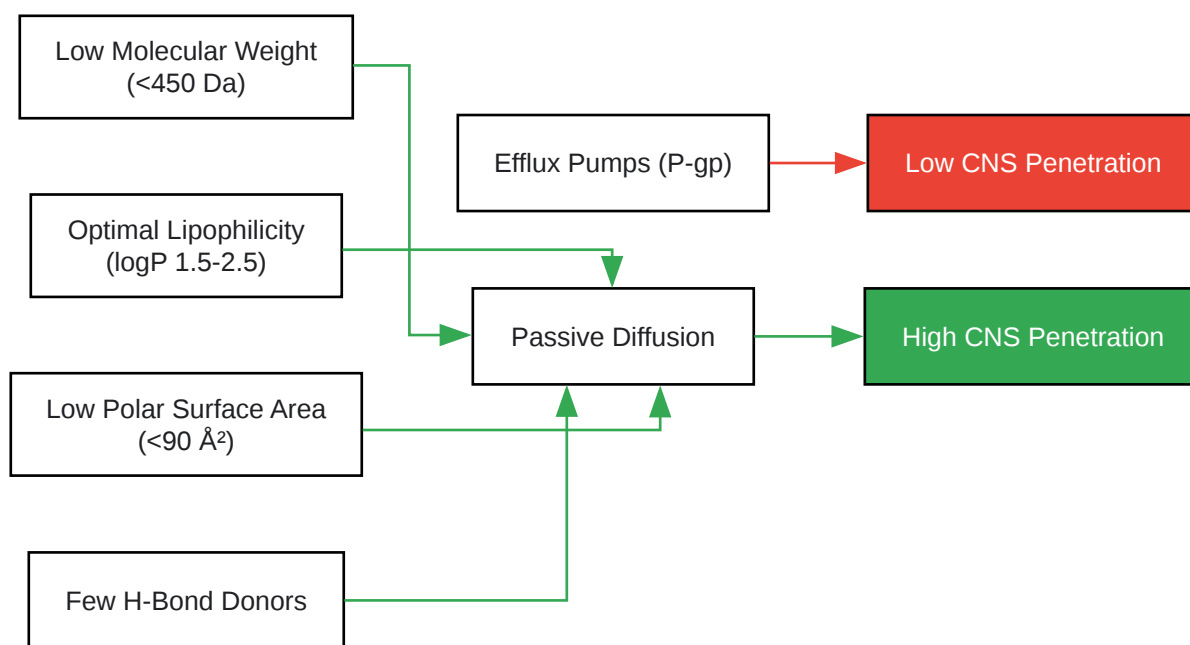 Low Molecular Weight
(<450 Da)
Efflux Pumps (P-gp)
Low CNS Penetration
Optimal Lipophilicity
(logP 1.5-2.5)
Passive Diffusion
High CNS Penetration
Low Polar Surface Area
(<90 Å²)
Few H-Bond Donors